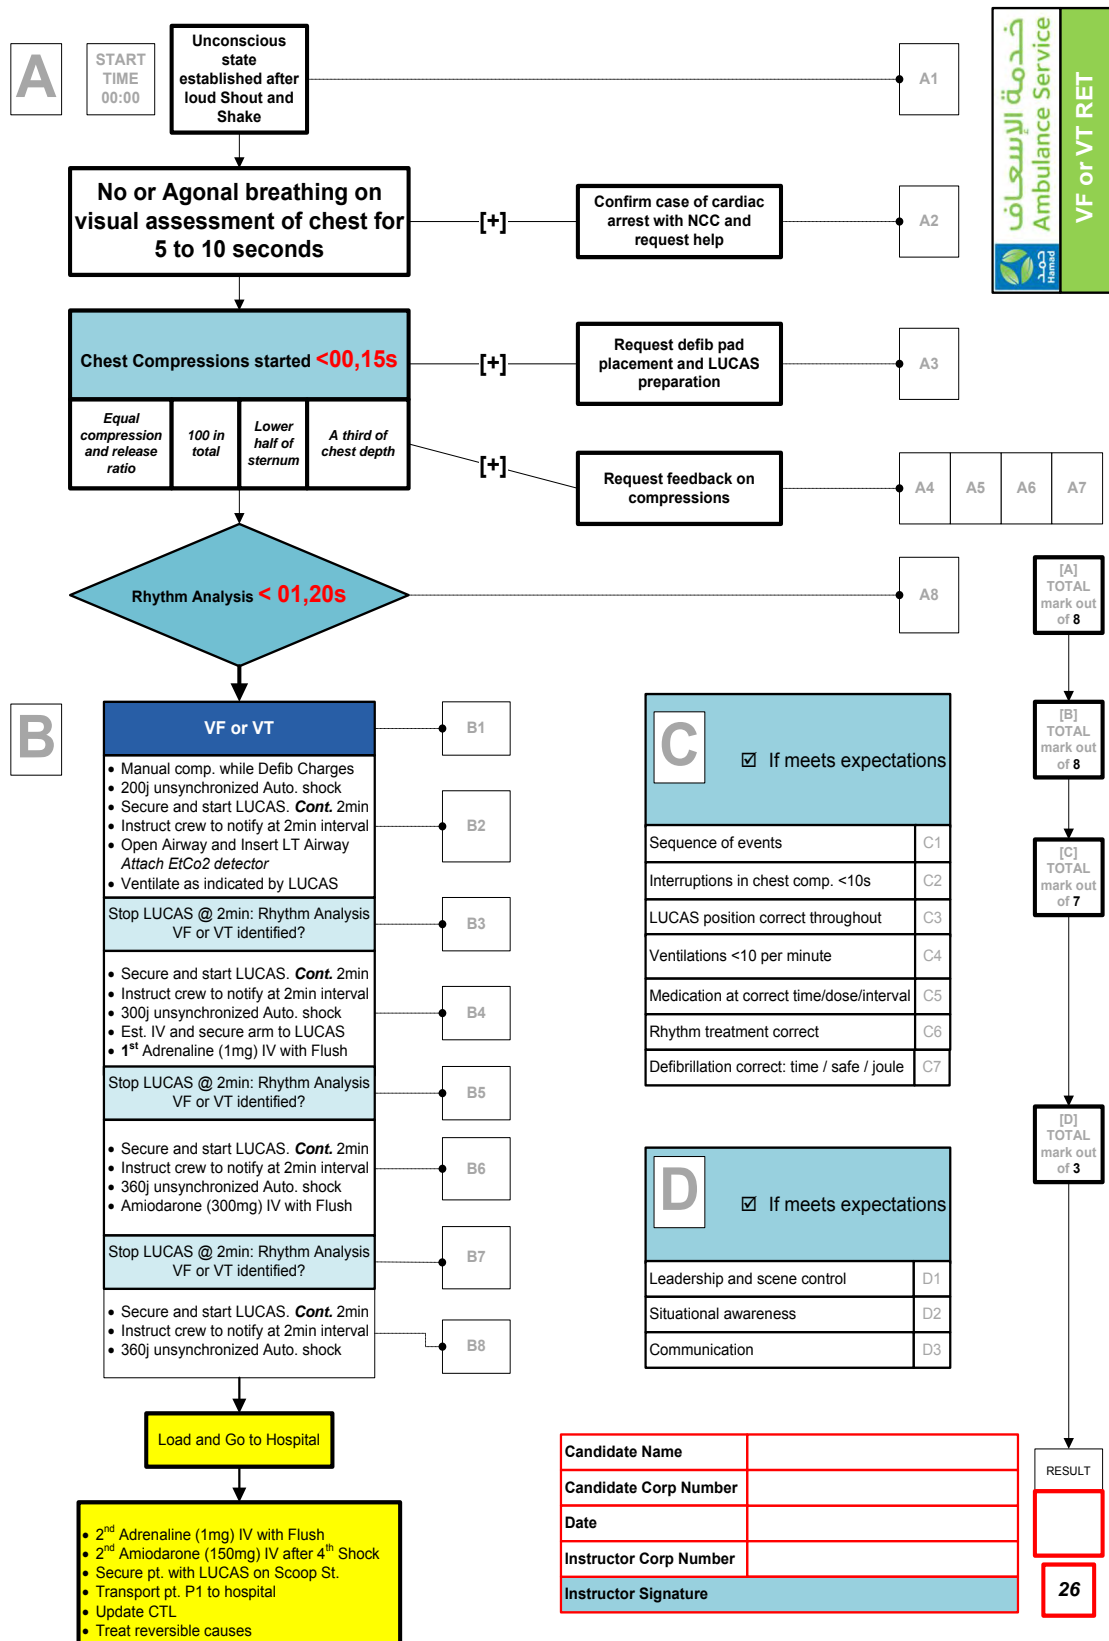 A
START
TIME
00:00
Unconscious
state
established after
loud Shout and
Shake
A1
خدمة الإسعاف
Ambulance Service
حمد
Hamad
VF or VT RET
No or Agonal breathing on
visual assessment of chest for
5 to 10 seconds
[+]
Confirm case of cardiac
arrest with NCC and
request help
A2
Chest Compressions started <00,15s
[+]
Request defib pad
placement and LUCAS
preparation
A3
Equal
compression
and release
ratio
100 in
total
Lower
half of
sternum
A third of
chest depth
[+]
Request feedback on
compressions
A4 A5 A6 A7
Rhythm Analysis < 01,20s
A8
[A]
TOTAL
mark out
of 8
B
VF or VT
B1
• Manual comp. while Defib Charges
• 200j unsynchronized Auto. shock
• Secure and start LUCAS. Cont. 2min
• Instruct crew to notify at 2min interval
• Open Airway and Insert LT Airway
Attach EtCo2 detector
• Ventilate as indicated by LUCAS
B2
Stop LUCAS @ 2min: Rhythm Analysis
VF or VT identified?
B3
• Secure and start LUCAS. Cont. 2min
• Instruct crew to notify at 2min interval
• 300j unsynchronized Auto. shock
• Est. IV and secure arm to LUCAS
• 1st Adrenaline (1mg) IV with Flush
B4
Stop LUCAS @ 2min: Rhythm Analysis
VF or VT identified?
B5
• Secure and start LUCAS. Cont. 2min
• Instruct crew to notify at 2min interval
• 360j unsynchronized Auto. shock
• Amiodarone (300mg) IV with Flush
B6
Stop LUCAS @ 2min: Rhythm Analysis
VF or VT identified?
B7
• Secure and start LUCAS. Cont. 2min
• Instruct crew to notify at 2min interval
• 360j unsynchronized Auto. shock
B8
Load and Go to Hospital
• 2nd Adrenaline (1mg) IV with Flush
• 2nd Amiodarone (150mg) IV after 4th Shock
• Secure pt. with LUCAS on Scoop St.
• Transport pt. P1 to hospital
• Update CTL
• Treat reversible causes
C
☑ If meets expectations
Sequence of events C1
Interruptions in chest comp. <10s C2
LUCAS position correct throughout C3
Ventilations <10 per minute C4
Medication at correct time/dose/interval C5
Rhythm treatment correct C6
Defibrillation correct: time / safe / joule C7
D
☑ If meets expectations
Leadership and scene control D1
Situational awareness D2
Communication D3
[B]
TOTAL
mark out
of 8
[C]
TOTAL
mark out
of 7
[D]
TOTAL
mark out
of 3
Candidate Name
Candidate Corp Number
Date
Instructor Corp Number
Instructor Signature
RESULT
26